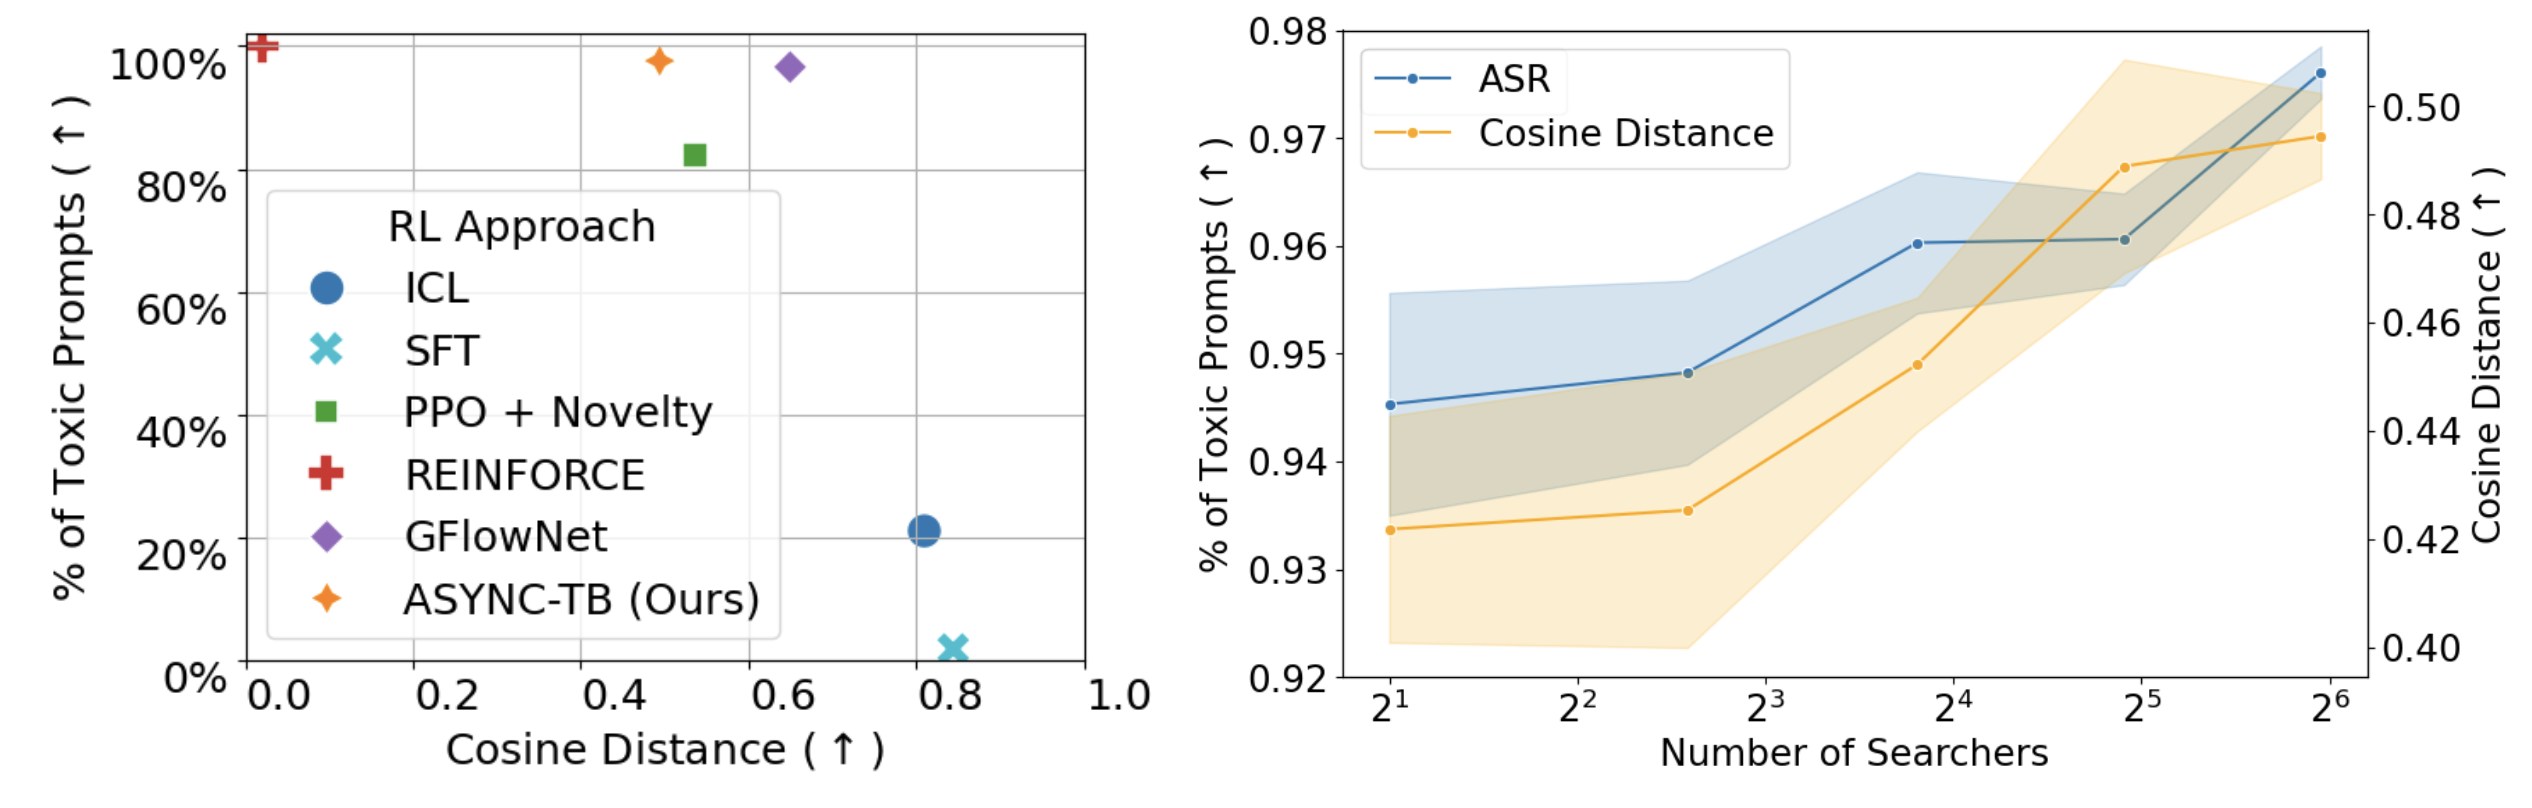 % of Toxic Prompts ( ↑ )
100%
80%
60%
40%
20%
0%
RL Approach
ICL
SFT
PPO + Novelty
REINFORCE
GFlowNet
ASYNC-TB (Ours)
0.0 0.2 0.4 0.6 0.8 1.0
Cosine Distance ( ↑ )
% of Toxic Prompts ( ↑ )
0.98
0.97
0.96
0.95
0.94
0.93
0.92
ASR
Cosine Distance
0.50
0.48
0.46
0.44
0.42
0.40
Cosine Distance ( ↑ )
2¹ 2² 2³ 2⁴ 2⁵ 2⁶
Number of Searchers